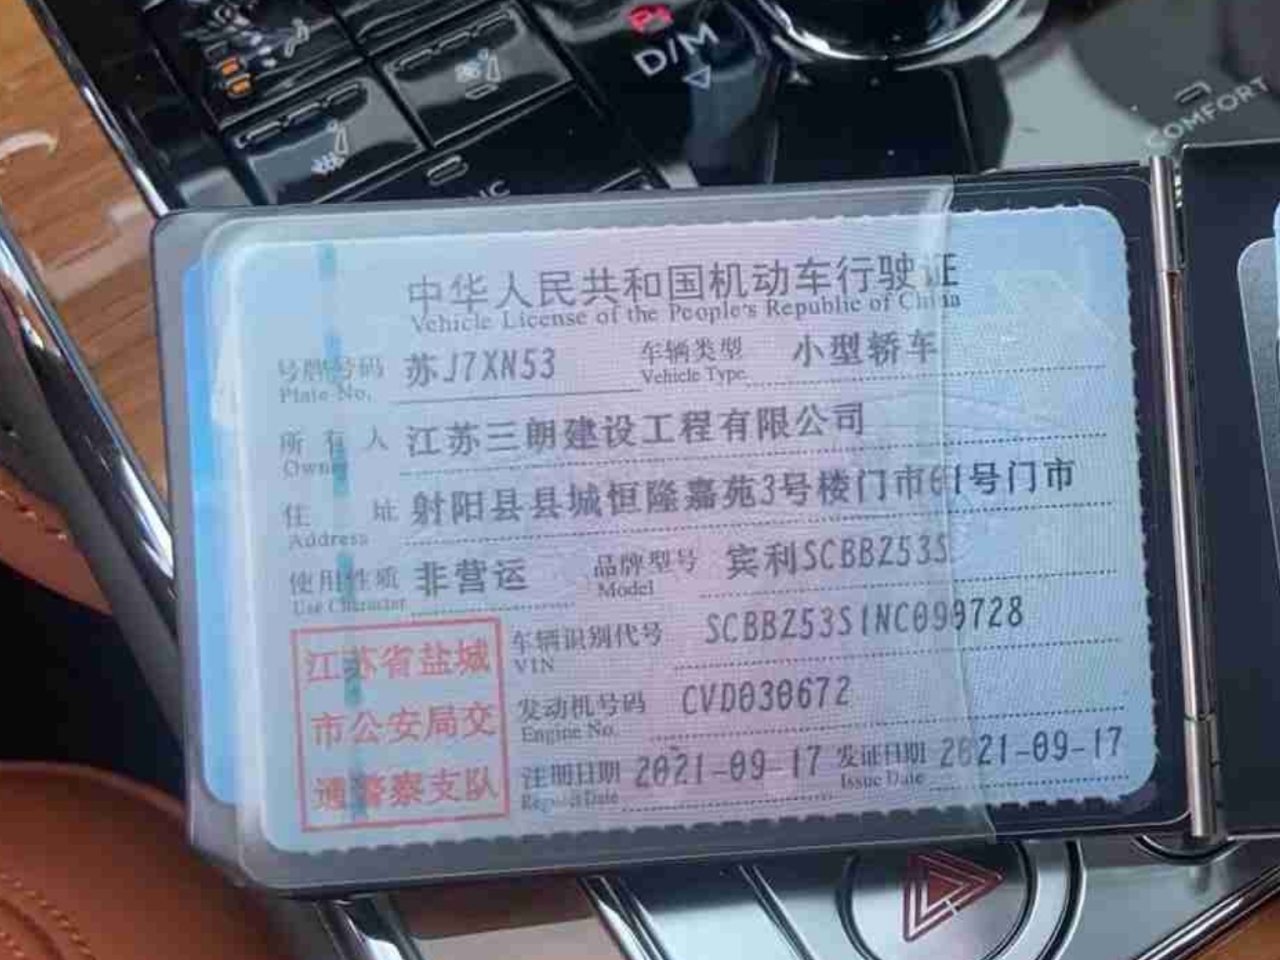 D/M
COMFORT
中华人民共和国机动车行驶证
Vehicle License of the People's Republic of China
号牌号码 苏J7XN53 车辆类型 小型轿车
Plate No. Vehicle Type
所有人 江苏三朗建设工程有限公司
Owner
住址 射阳县县城恒隆嘉苑3号楼门市61号门市
Address
使用性质 非营运 品牌型号 宾利SCBBZ53S
Use Character Model
车辆识别代号 SCBBZ53S1NC099728
VIN
发动机号码 CVD030672
Engine No.
注册日期 2021-09-17 发证日期 2021-09-17
Register Date Issue Date
江苏省盐城
市公安局交
通警察支队